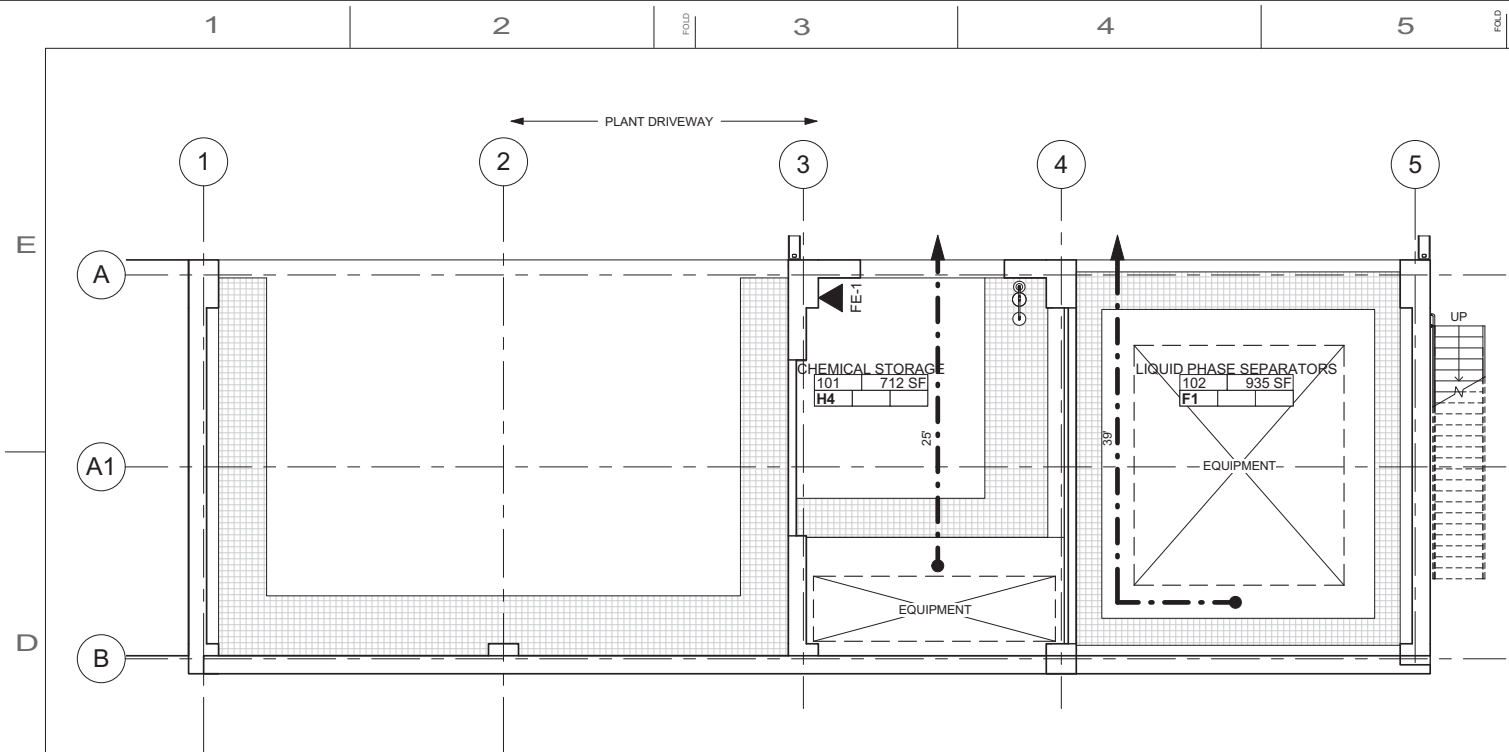 1
2
FOLD
3
4
5
FOLD
PLANT DRIVEWAY
1
2
3
4
5
E
A
FE-1
UP
CHEMICAL STORAGE
101 712 SF
H4
LIQUID PHASE SEPARATORS
102 935 SF
F1
N
25'
39'
A1
EQUIPMENT
EQUIPMENT
D
B